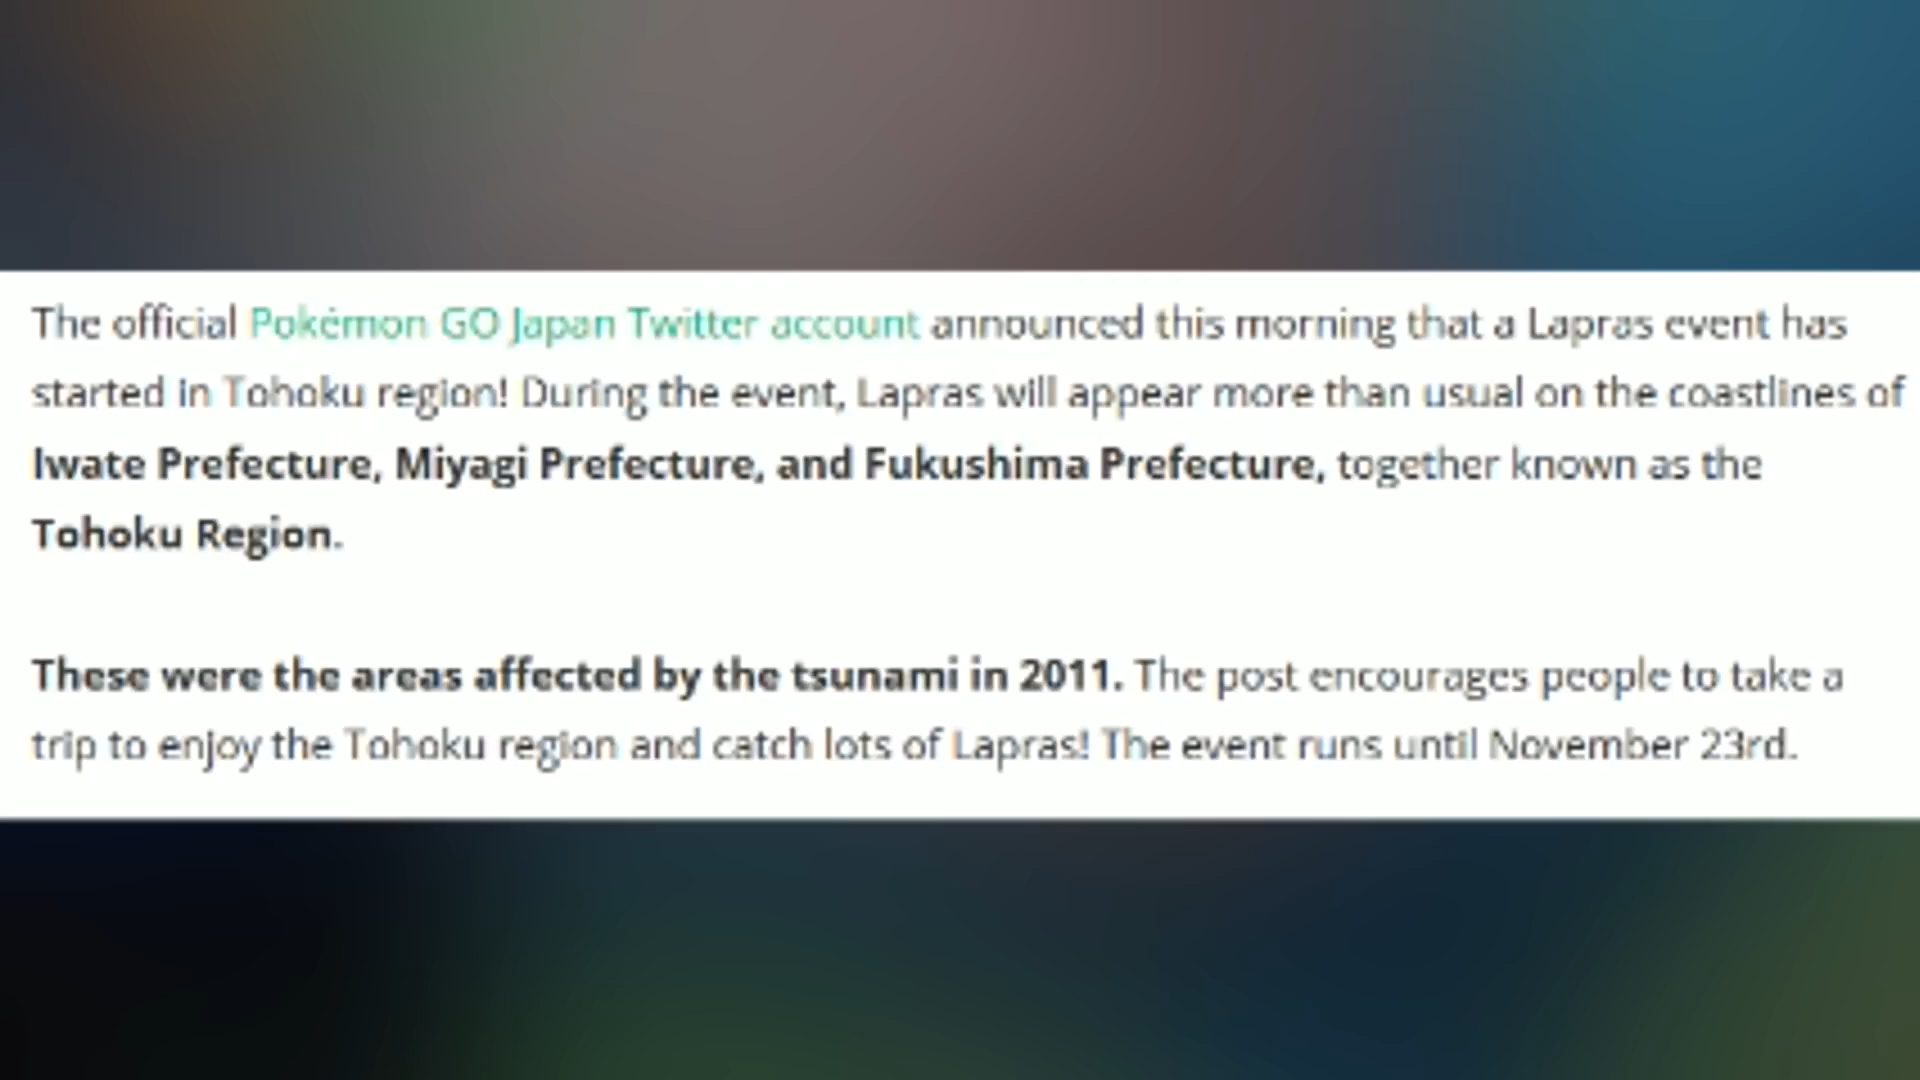 The official Pokémon GO Japan Twitter account announced this morning that a Lapras event has
started in Tohoku region! During the event, Lapras will appear more than usual on the coastlines of
Iwate Prefecture, Miyagi Prefecture, and Fukushima Prefecture, together known as the
Tohoku Region.
These were the areas affected by the tsunami in 2011. The post encourages people to take a
trip to enjoy the Tohoku region and catch lots of Lapras! The event runs until November 23rd.